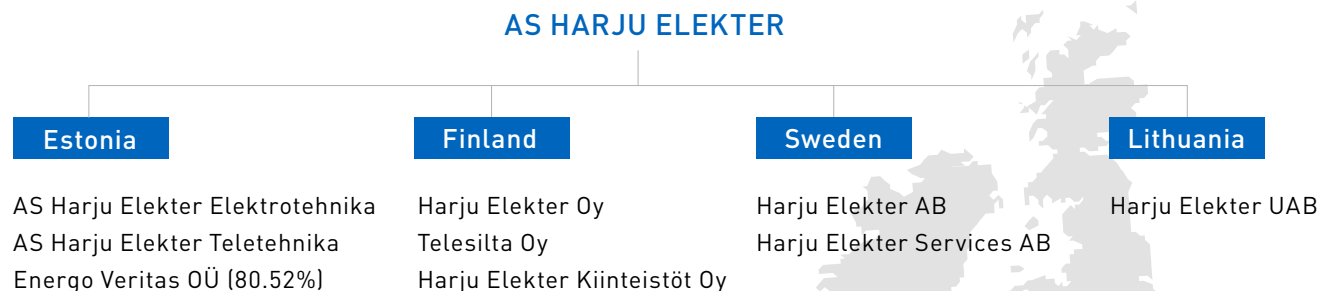 AS HARJU ELEKTER
Estonia
AS Harju Elekter Elektrotehnika
AS Harju Elekter Teletehnika
Energo Veritas OÜ (80.52%)
Finland
Harju Elekter Oy
Telesilta Oy
Harju Elekter Kiinteistöt Oy
Sweden
Harju Elekter AB
Harju Elekter Services AB
Lithuania
Harju Elekter UAB